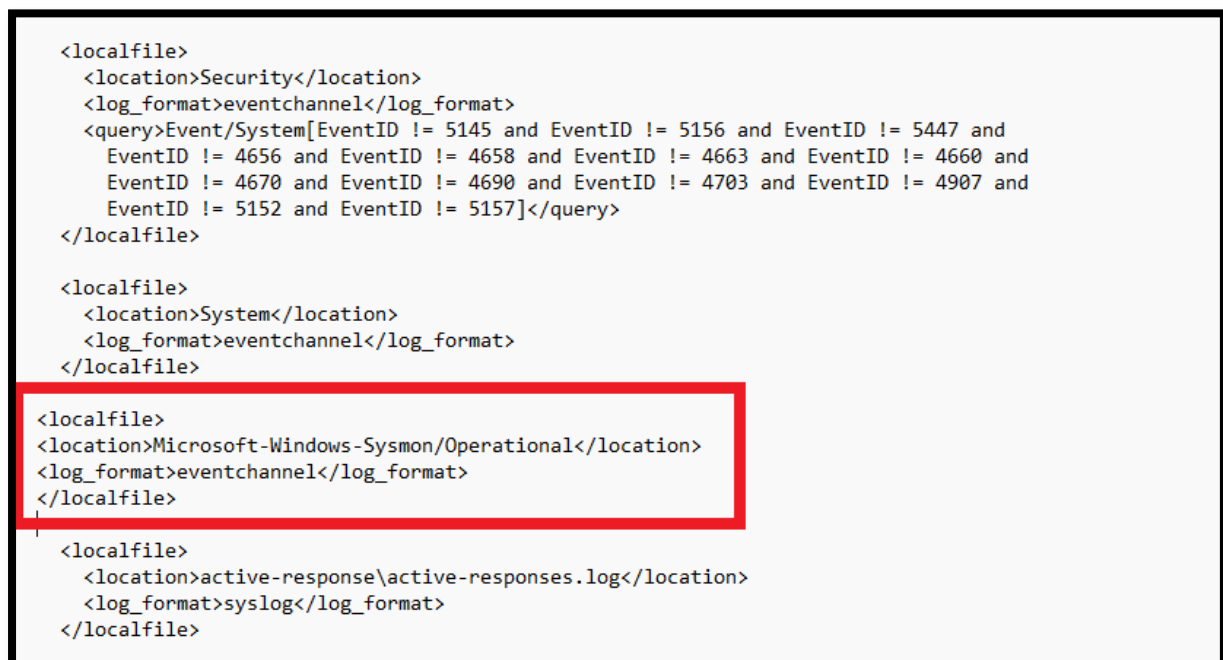 <localfile>
<location>Security</location>
<log_format>eventchannel</log_format>
<query>Event/System[EventID != 5145 and EventID != 5156 and EventID != 5447 and
EventID != 4656 and EventID != 4658 and EventID != 4663 and EventID != 4660 and
EventID != 4670 and EventID != 4690 and EventID != 4703 and EventID != 4907 and
EventID != 5152 and EventID != 5157]</query>
</localfile>
<localfile>
<location>System</location>
<log_format>eventchannel</log_format>
</localfile>
<localfile>
<location>Microsoft-Windows-Sysmon/Operational</location>
<log_format>eventchannel</log_format>
</localfile>
<localfile>
<location>active-response\active-responses.log</location>
<log_format>syslog</log_format>
</localfile>